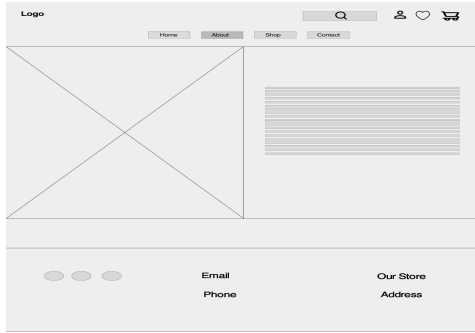 Logo
Home About Shop Contact
Email Our Store
Phone Address